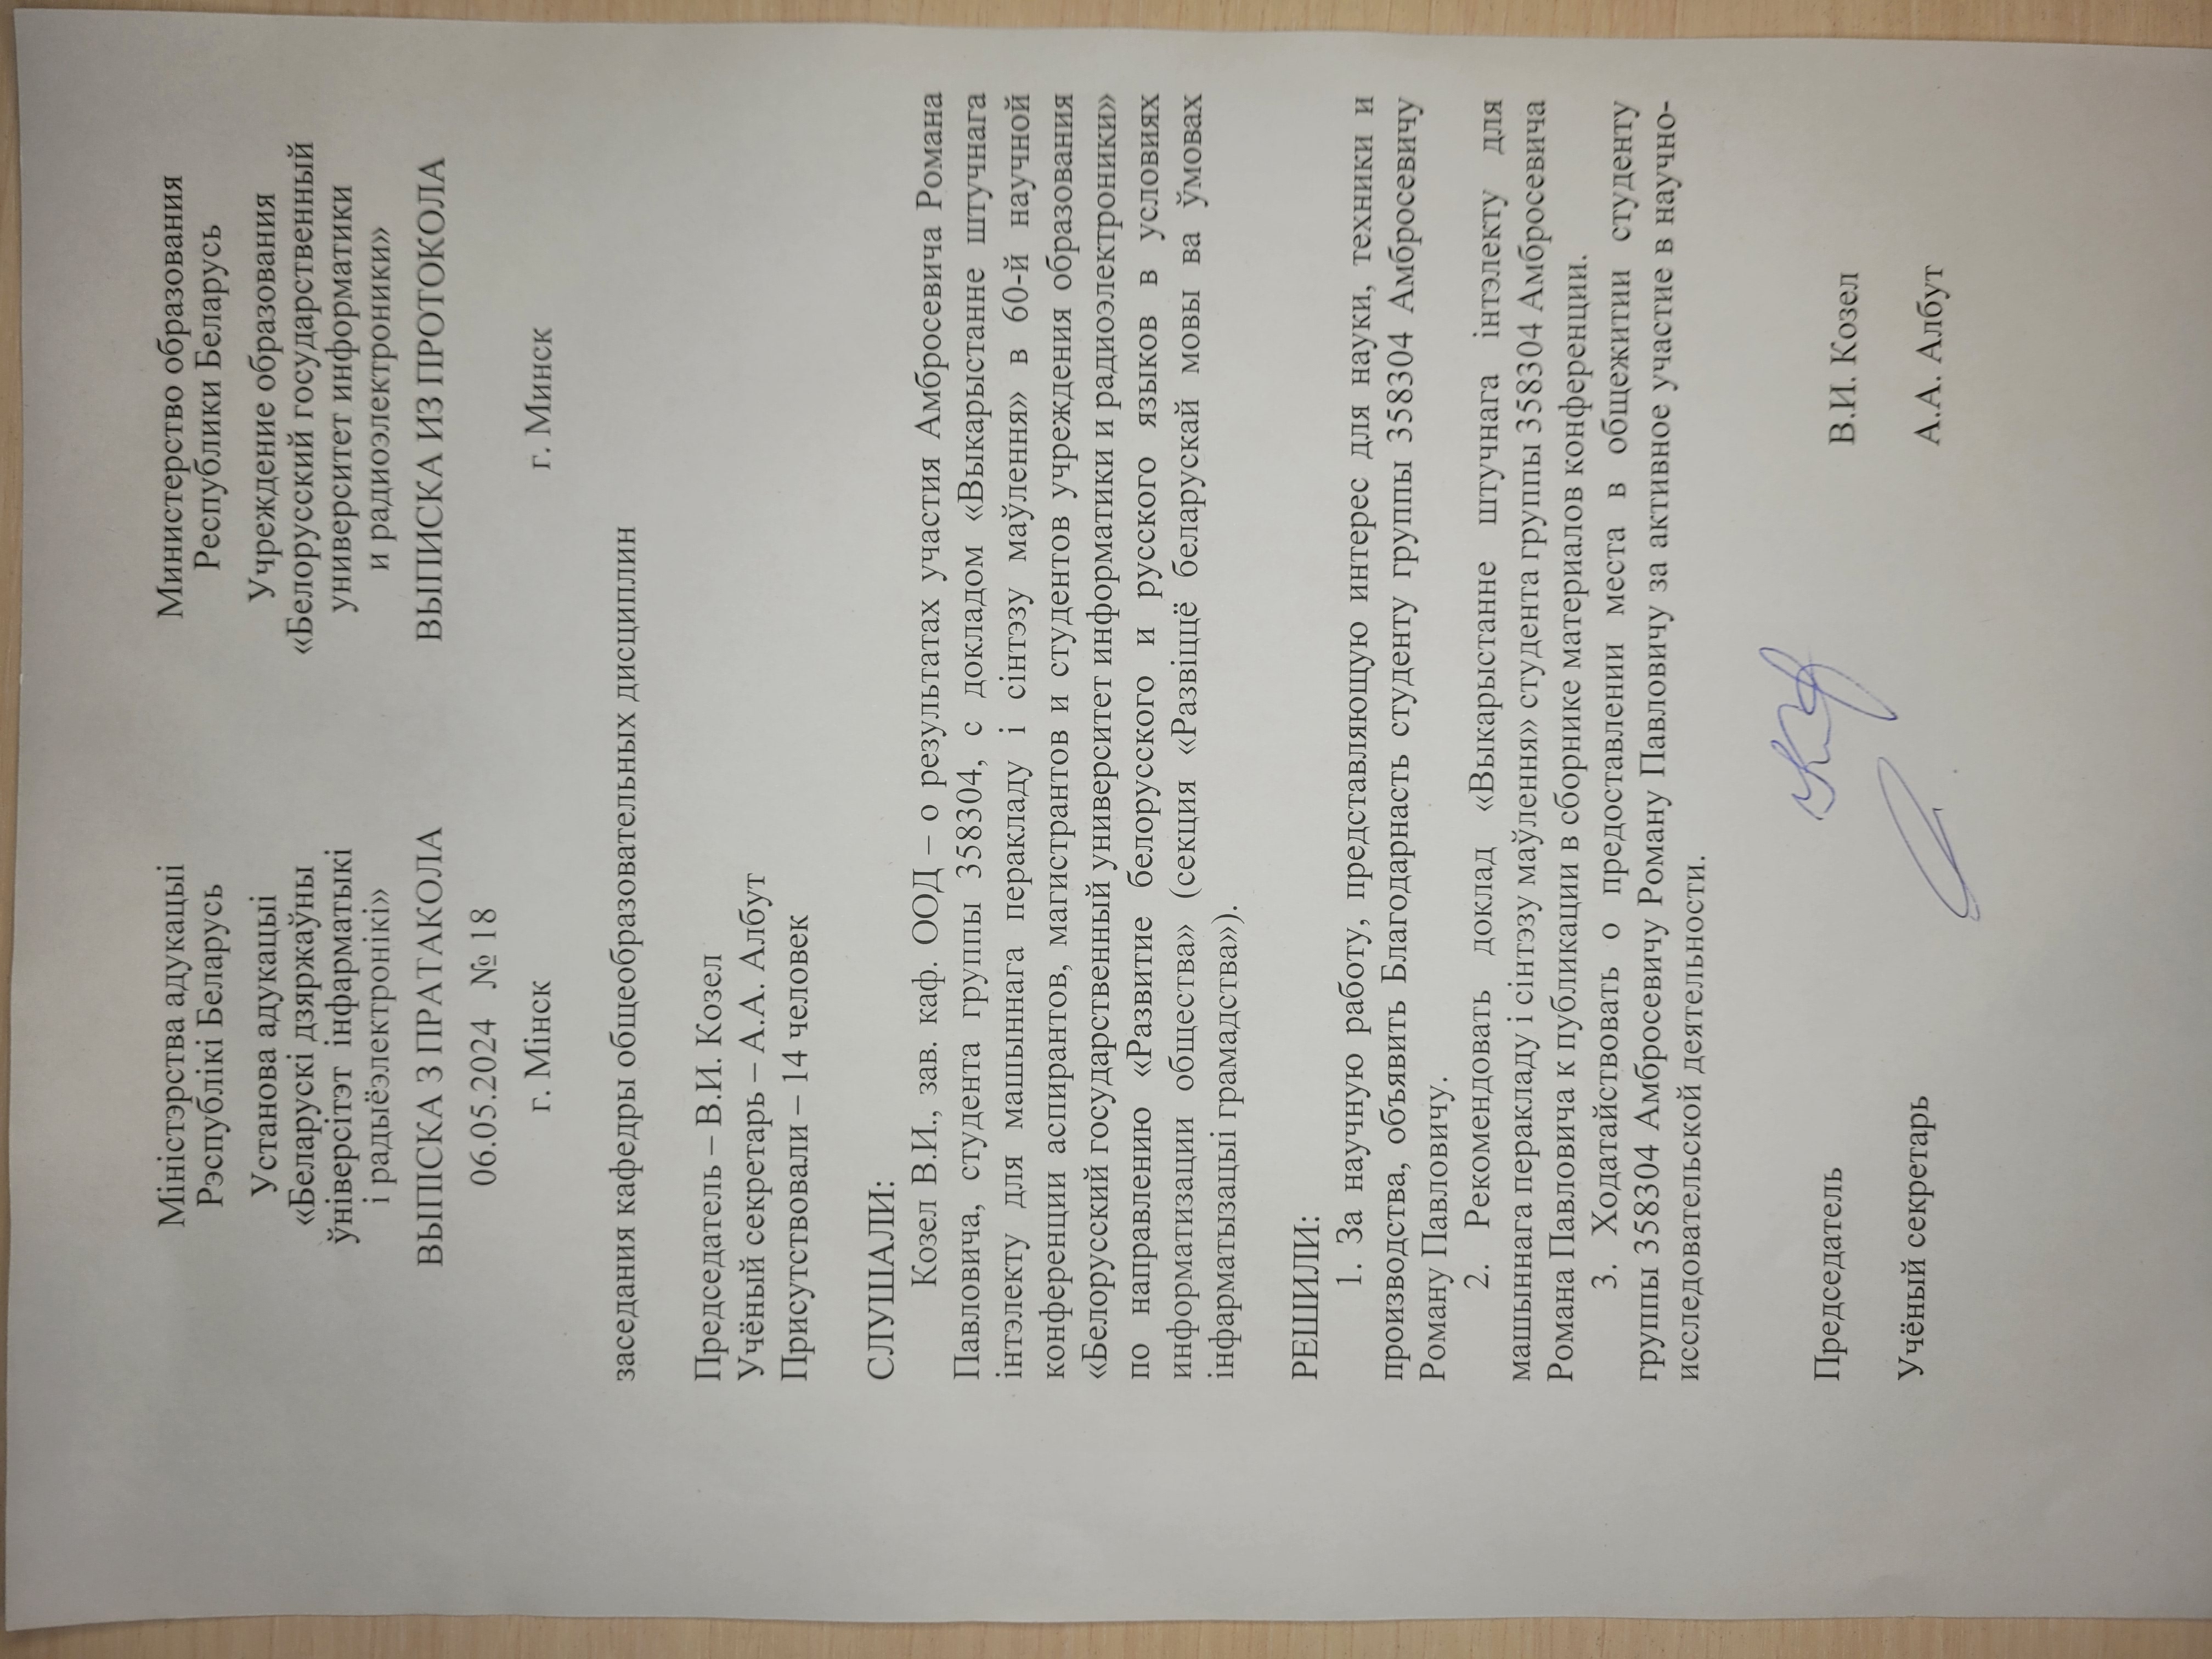 Міністэрства адукацыі
Рэспублікі Беларусь
Установа адукацыі
«Беларускі дзяржаўны
ўніверсітэт інфарматыкі
і радыёэлектронікі»
ВЫПІСКА З ПРАТАКОЛА
06.05.2024 № 18
г. Мінск
Министерство образования
Республики Беларусь
Учреждение образования
«Белорусский государственный
университет информатики
и радиоэлектроники»
ВЫПИСКА ИЗ ПРОТОКОЛА
г. Минск
заседания кафедры общеобразовательных дисциплин
Председатель – В.И. Козел
Учёный секретарь – А.А. Албут
Присутствовали – 14 человек
СЛУШАЛИ:
Козел В.И., зав. каф. ООД – о результатах участия Амбросевича Романа
Павловича, студента группы 358304, с докладом «Выкарыстанне штучнага
інтэлекту для машыннага перакладу і сінтэзу маўлення» в 60-й научной
конференции аспирантов, магистрантов и студентов учреждения образования
«Белорусский государственный университет информатики и радиоэлектроники»
по направлению «Развитие белорусского и русского языков в условиях
информатизации общества» (секция «Развіццё беларускай мовы ва ўмовах
інфарматызацыі грамадства»).
РЕШИЛИ:
1. За научную работу, представляющую интерес для науки, техники и
производства, объявить Благодарнасть студенту группы 358304 Амбросевичу
Роману Павловичу.
2. Рекомендовать доклад «Выкарыстанне штучнага інтэлекту для
машыннага перакладу і сінтэзу маўлення» студента группы 358304 Амбросевича
Романа Павловича к публикации в сборнике материалов конференции.
3. Ходатайствовать о предоставлении места в общежитии студенту
группы 358304 Амбросевичу Роману Павловичу за активное участие в научно-
исследовательской деятельности.
Председатель В.И. Козел
Учёный секретарь А.А. Албут